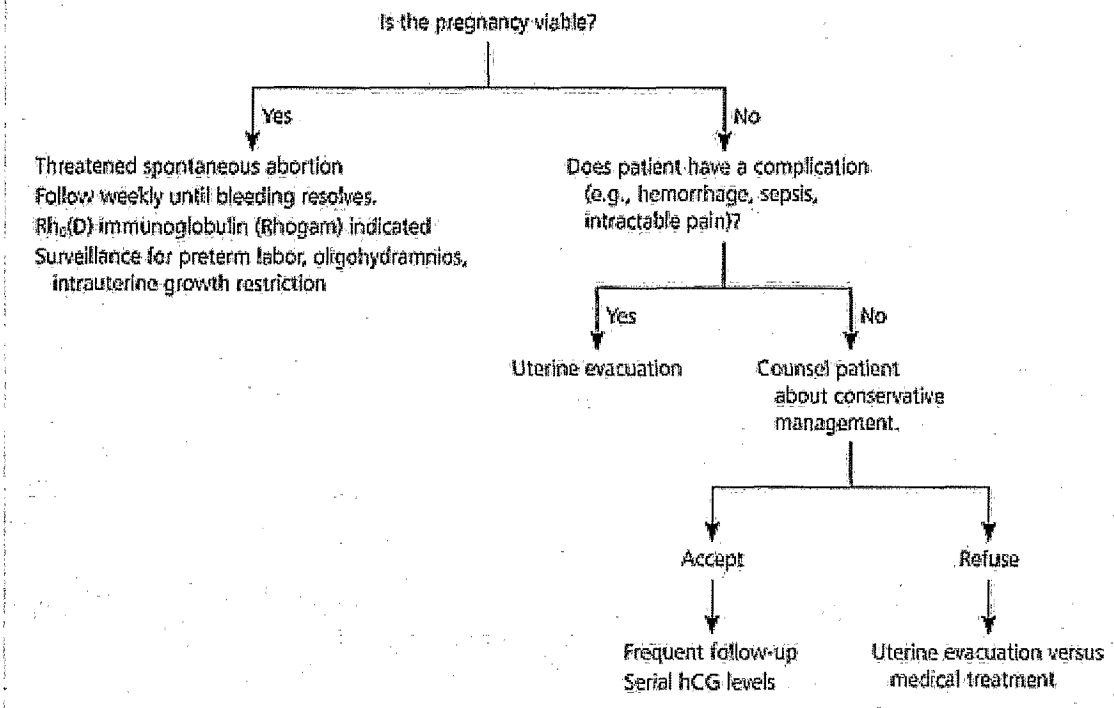 Is the pregnancy viable?
Yes
No
Threatened spontaneous abortion
Follow weekly until bleeding resolves.
Rh₀(D) immunoglobulin (Rhogam) indicated
Surveillance for preterm labor, oligohydramnios,
intrauterine growth restriction
Does patient have a complication
(e.g., hemorrhage, sepsis,
intractable pain)?
Yes
No
Uterine evacuation
Counsel patient
about conservative
management.
Accept
Refuse
Frequent follow-up
Serial hCG levels
Uterine evacuation versus
medical treatment